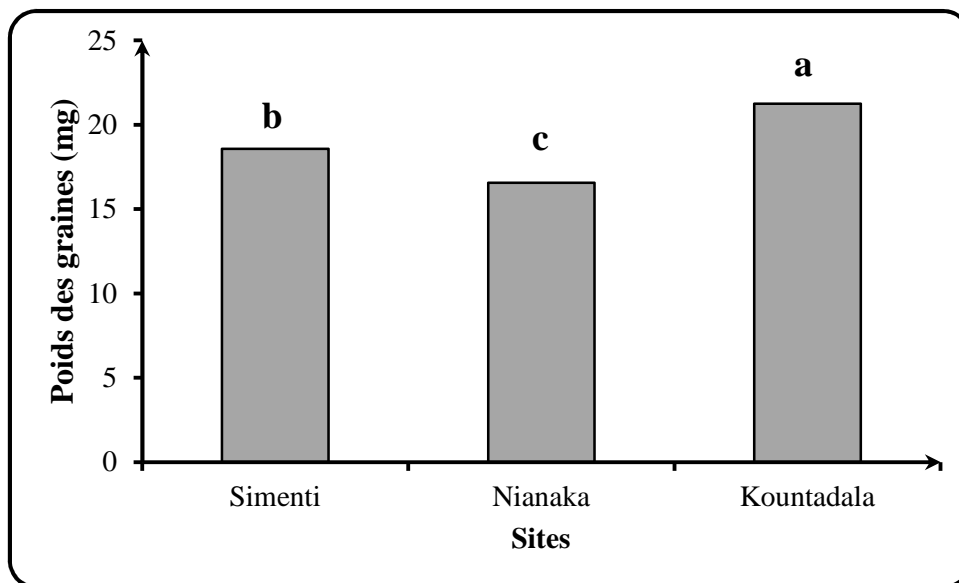 25
20
15
10
5
0
Poids des graines (mg)
b
c
a
Simenti
Nianaka
Kountadala
Sites